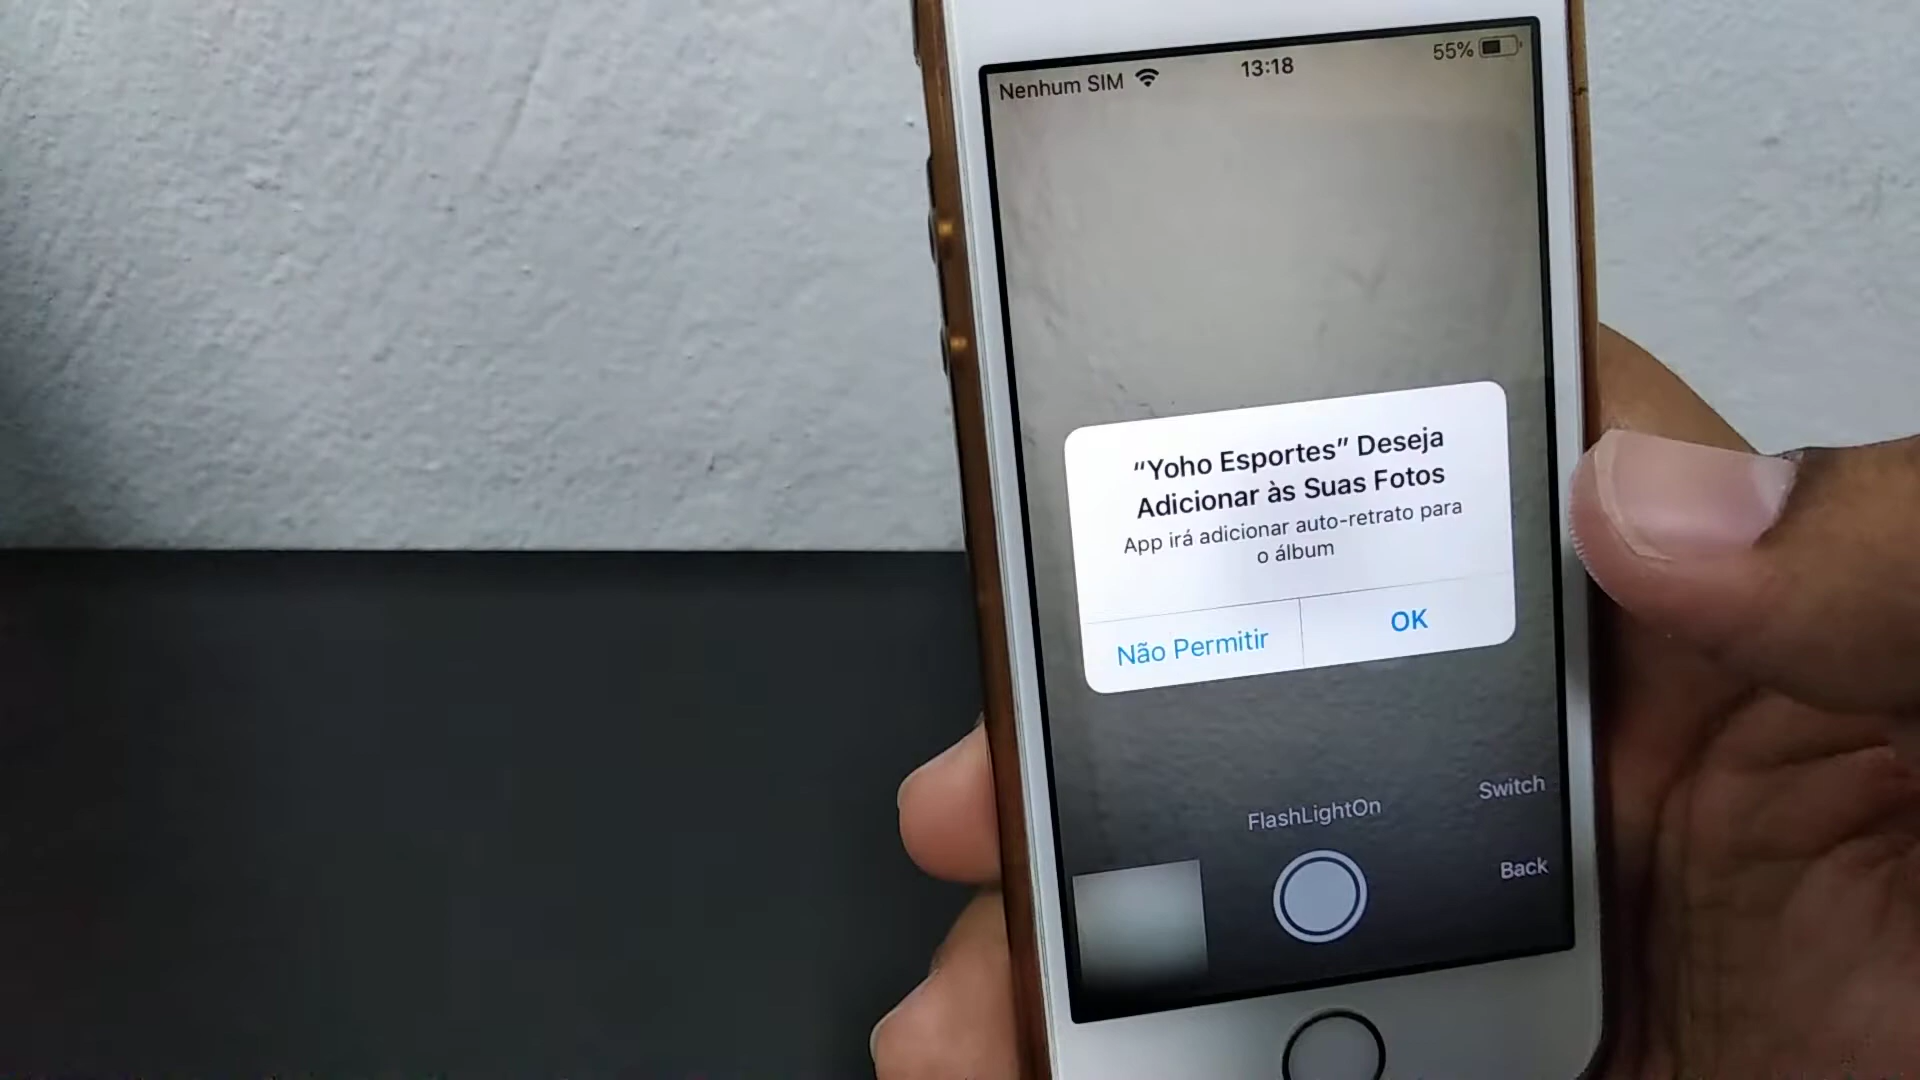 Nenhum SIM
13:18
55%
“Yoho Esportes” Deseja
Adicionar às Suas Fotos
App irá adicionar auto-retrato para
o álbum
Não Permitir
OK
FlashLightOn
Switch
Back